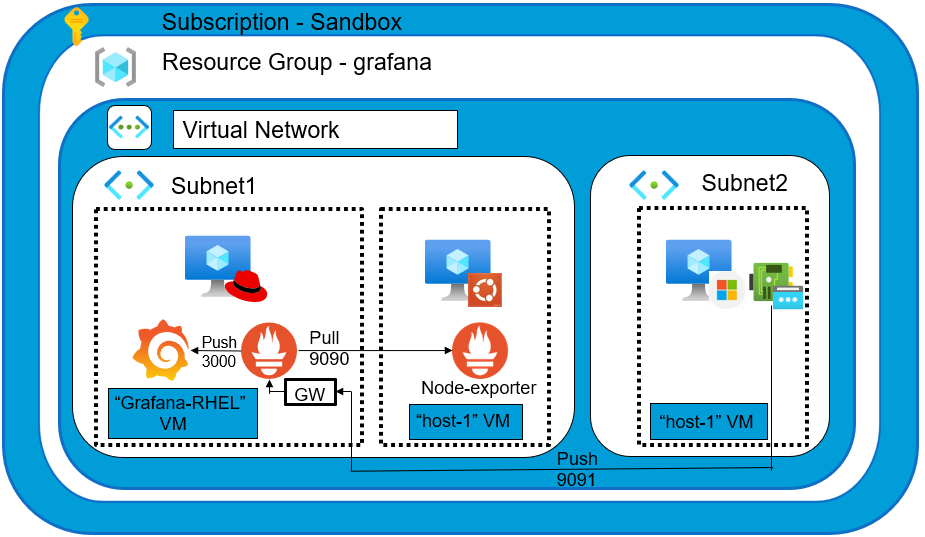 Subscription - Sandbox
Resource Group - grafana
Virtual Network
Subnet1
Subnet2
Push
3000
Pull
9090
GW
Node-exporter
“Grafana-RHEL”
VM
“host-1” VM
“host-1” VM
Push
9091